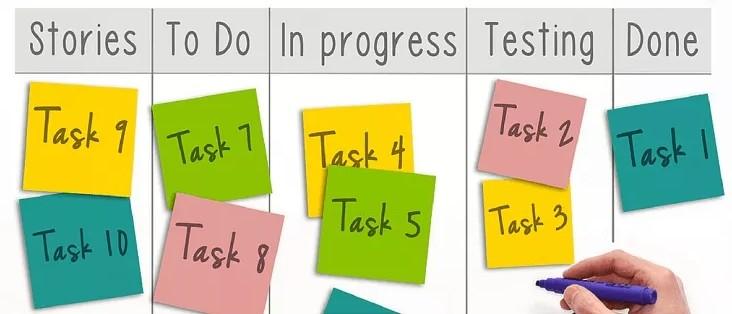 Stories
To Do
In progress
Testing
Done
Task 9
Task 7
Task 4
Task 2
Task 1
Task 10
Task 8
Task 5
Task 3